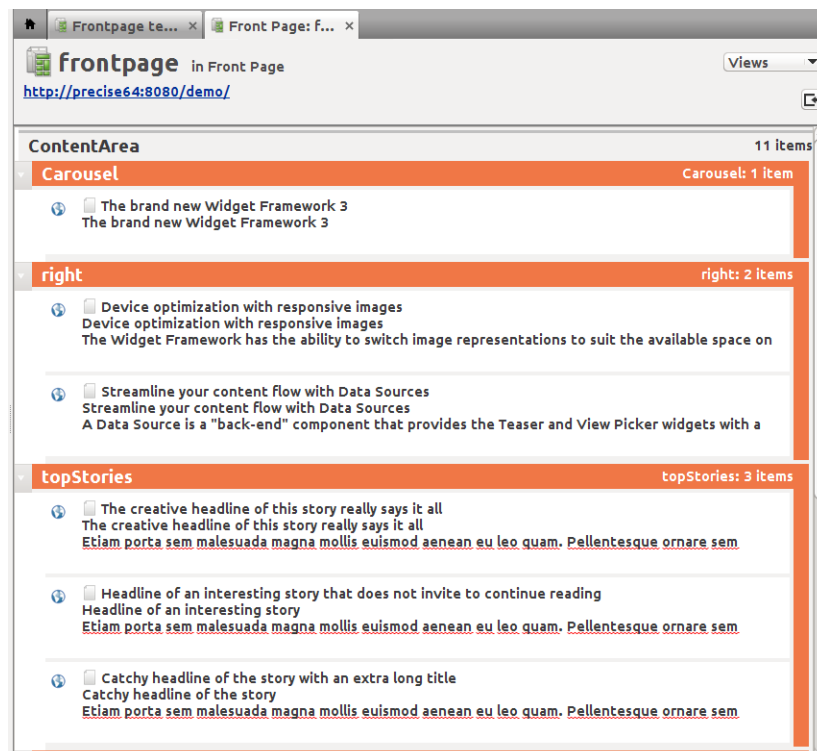 Frontpage te... × Front Page: f... ×
frontpage in Front Page
Views
http://precise64:8080/demo/
ContentArea 11 items
Carousel Carousel: 1 item
The brand new Widget Framework 3
The brand new Widget Framework 3
right right: 2 items
Device optimization with responsive images
Device optimization with responsive images
The Widget Framework has the ability to switch image representations to suit the available space on
Streamline your content flow with Data Sources
Streamline your content flow with Data Sources
A Data Source is a "back-end" component that provides the Teaser and View Picker widgets with a
topStories topStories: 3 items
The creative headline of this story really says it all
The creative headline of this story really says it all
Etiam porta sem malesuada magna mollis euismod aenean eu leo quam. Pellentesque ornare sem
Headline of an interesting story that does not invite to continue reading
Headline of an interesting story
Etiam porta sem malesuada magna mollis euismod aenean eu leo quam. Pellentesque ornare sem
Catchy headline of the story with an extra long title
Catchy headline of the story
Etiam porta sem malesuada magna mollis euismod aenean eu leo quam. Pellentesque ornare sem